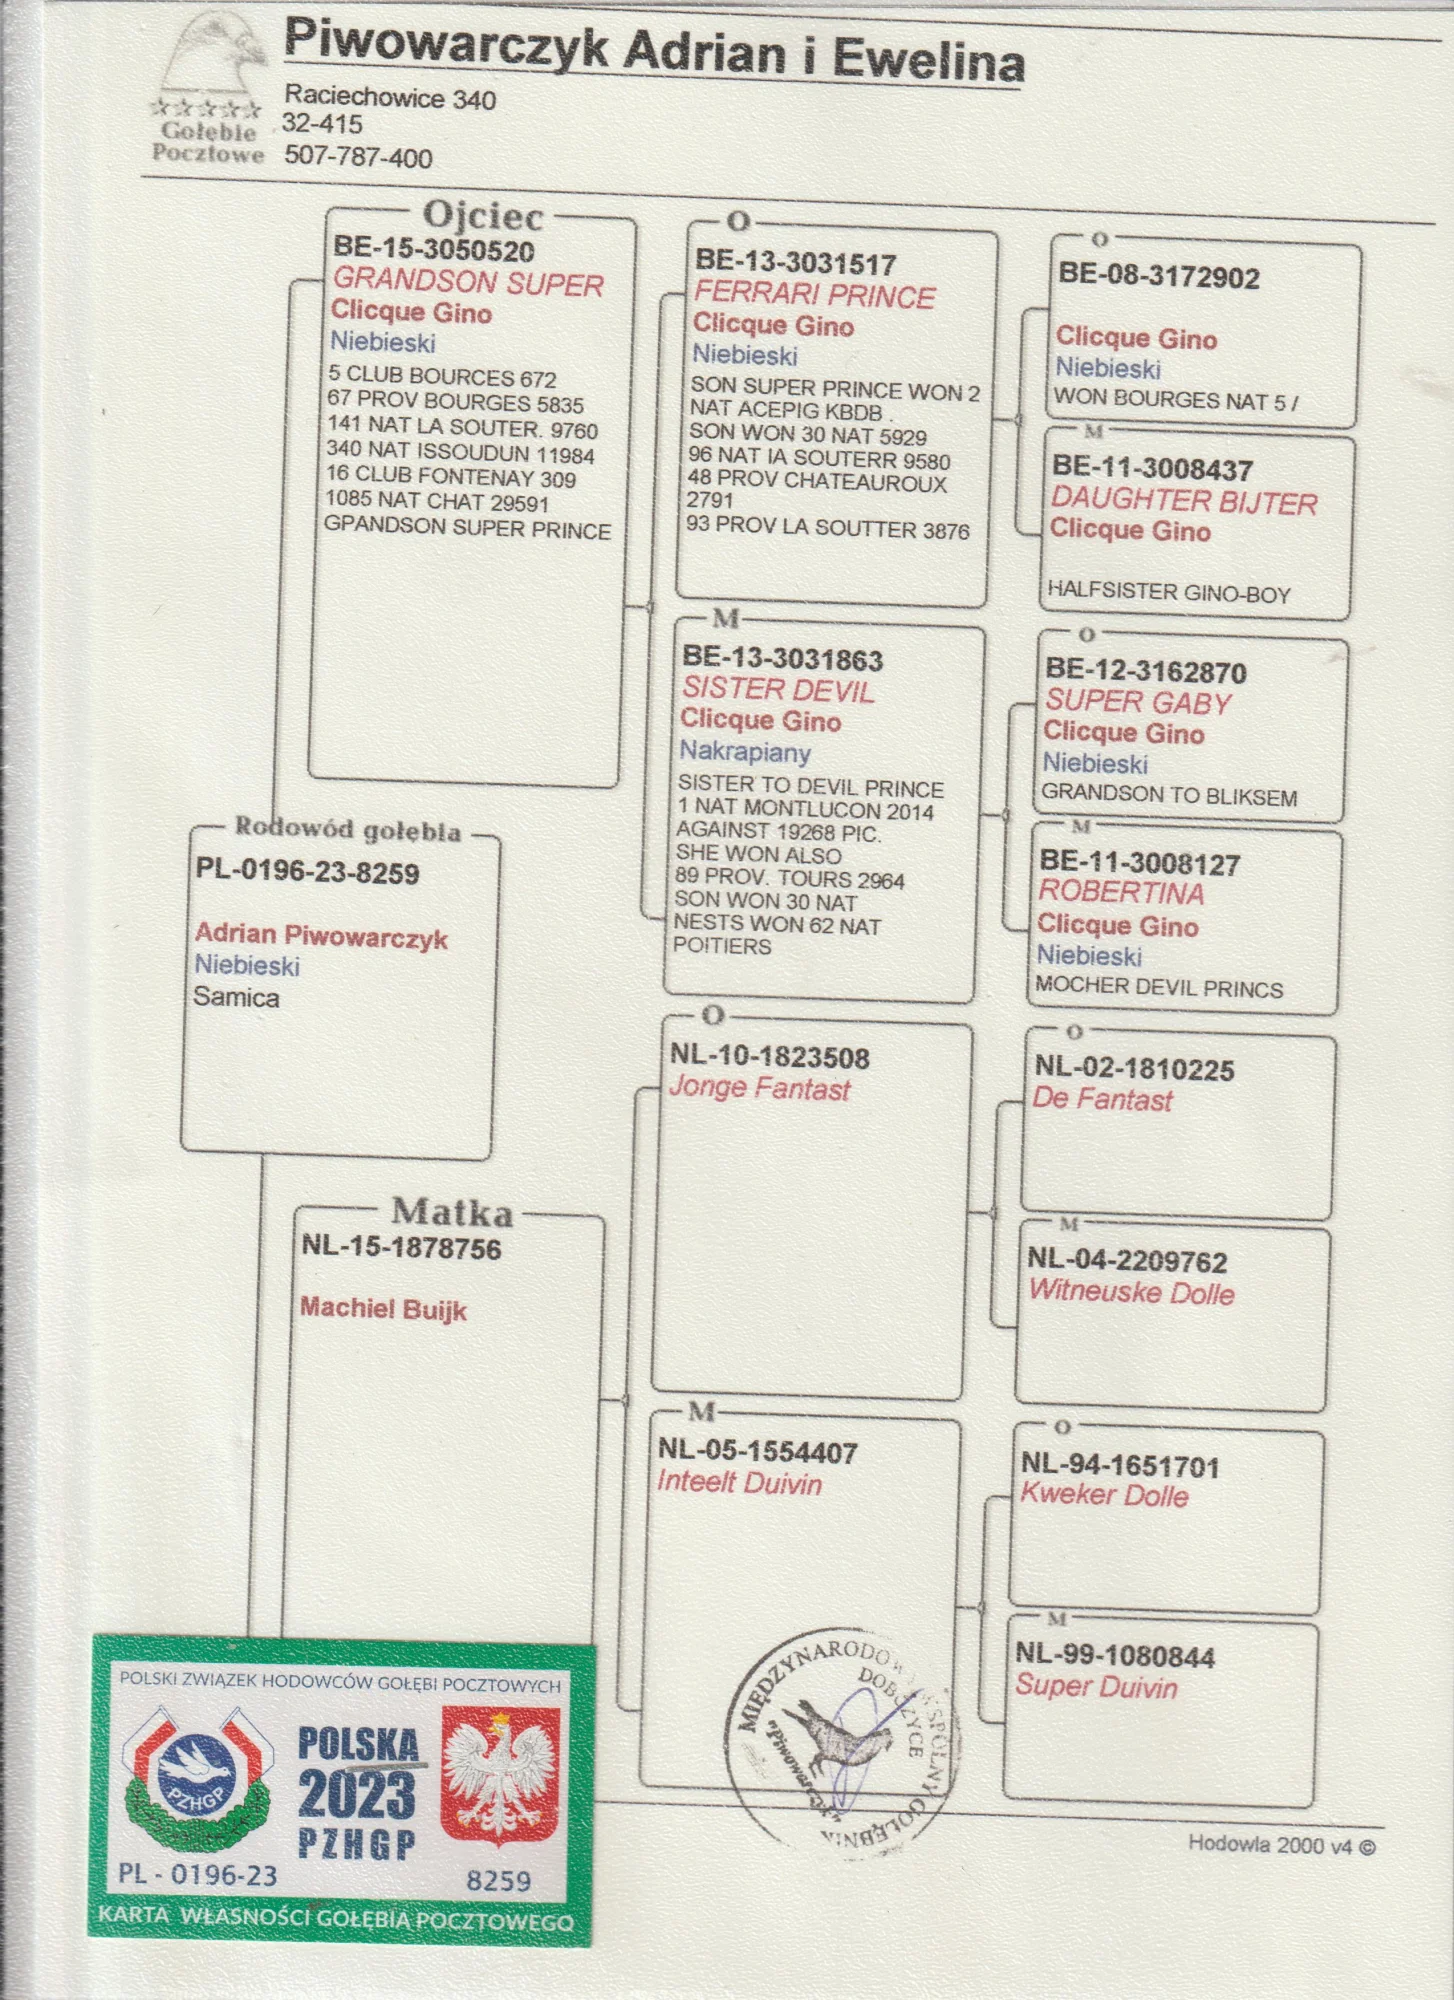 Piwowarczyk Adrian i Ewelina
Raciechowice 340
32-415
507-787-400
Gołębie
Pocztowe
Ojciec
BE-15-3050520
GRANDSON SUPER
Clicque Gino
Niebieski
5 CLUB BOURCES 672
67 PROV BOURGES 5835
141 NAT LA SOUTER. 9760
340 NAT ISSOUDUN 11984
16 CLUB FONTENAY 309
1085 NAT CHAT 29591
GPANDSON SUPER PRINCE
O
BE-13-3031517
FERRARI PRINCE
Clicque Gino
Niebieski
SON SUPER PRINCE WON 2
NAT ACEPIG KBDB .
SON WON 30 NAT 5929
96 NAT IA SOUTERR 9580
48 PROV CHATEAUROUX
2791
93 PROV LA SOUTTER 3876
O
BE-08-3172902
Clicque Gino
Niebieski
WON BOURGES NAT 5 /
M
BE-11-3008437
DAUGHTER BIJTER
Clicque Gino
HALFSISTER GINO-BOY
M
BE-13-3031863
SISTER DEVIL
Clicque Gino
Nakrapiany
SISTER TO DEVIL PRINCE
1 NAT MONTLUCON 2014
AGAINST 19268 PIC.
SHE WON ALSO
89 PROV. TOURS 2964
SON WON 30 NAT
NESTS WON 62 NAT
POITIERS
O
BE-12-3162870
SUPER GABY
Clicque Gino
Niebieski
GRANDSON TO BLIKSEM
M
BE-11-3008127
ROBERTINA
Clicque Gino
Niebieski
MOCHER DEVIL PRINCS
Rodowód gołębia
PL-0196-23-8259
Adrian Piwowarczyk
Niebieski
Samica
Matka
NL-15-1878756
Machiel Buijk
O
NL-10-1823508
Jonge Fantast
O
NL-02-1810225
De Fantast
M
NL-04-2209762
Witneuske Dolle
M
NL-05-1554407
Inteelt Duivin
O
NL-94-1651701
Kweker Dolle
M
NL-99-1080844
Super Duivin
DOBCZYCE
"Piwowarczyk"
Hodowla 2000 v4 ©
POLSKI ZWIĄZEK HODOWCÓW GOŁĘBI POCZTOWYCH
PZHGP
POLSKA
2023
PZHGP
PL - 0196-23
8259
KARTA WŁASNOŚCI GOŁĘBIA POCZTOWEGO